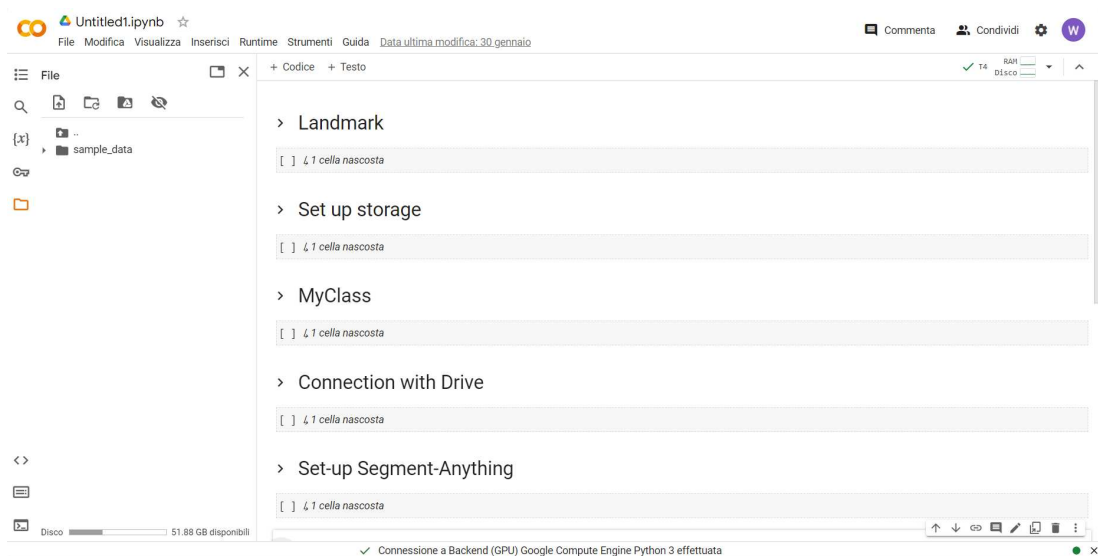 Untitled1.ipynb
File Modifica Visualizza Inserisci Runtime Strumenti Guida Data ultima modifica: 30 gennaio
Commenta Condividi W
File
+ Codice + Testo
T4 RAM Disco
{x}
..
sample_data
Landmark
[ ] ↳ 1 cella nascosta
Set up storage
[ ] ↳ 1 cella nascosta
MyClass
[ ] ↳ 1 cella nascosta
Connection with Drive
[ ] ↳ 1 cella nascosta
Set-up Segment-Anything
[ ] ↳ 1 cella nascosta
Disco 51.88 GB disponibili
Connessione a Backend (GPU) Google Compute Engine Python 3 effettuata